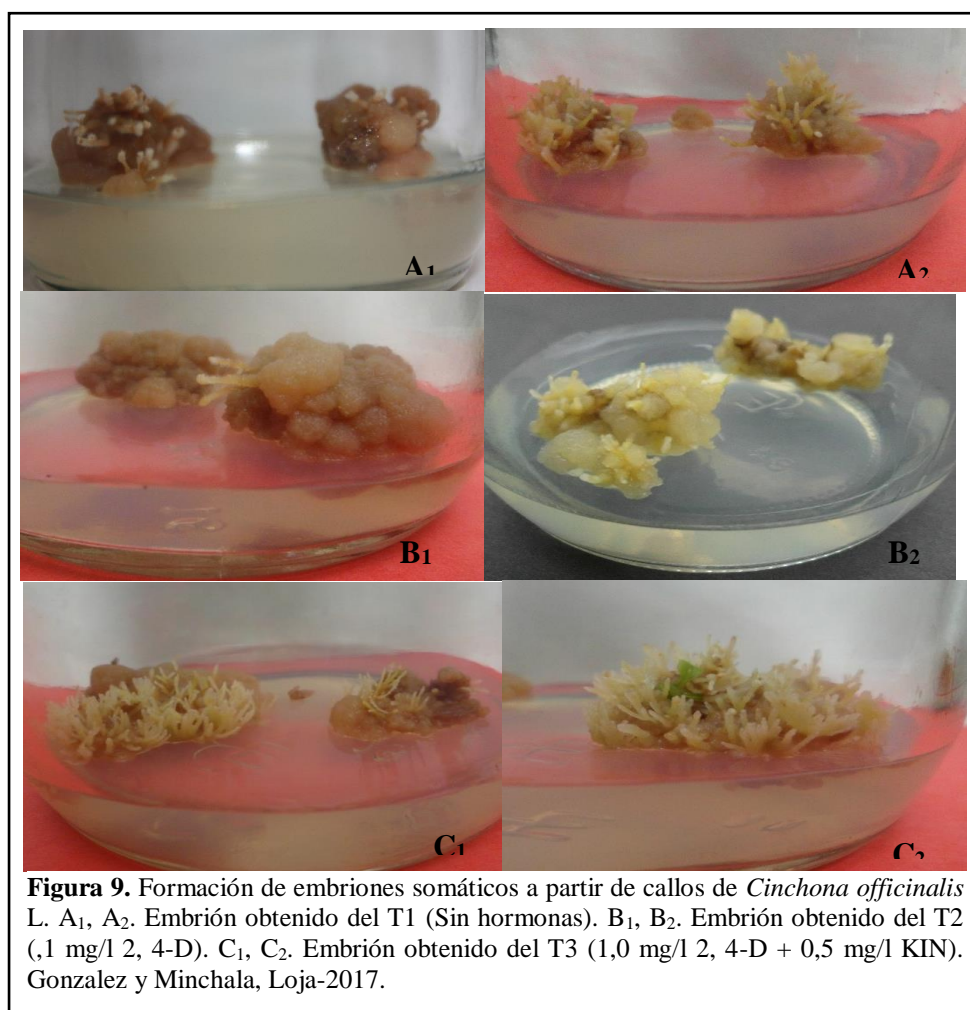 A₁
A₂
B₁
B₂
C₁
C₂
Figura 9. Formación de embriones somáticos a partir de callos de Cinchona officinalis
L. A₁, A₂. Embrión obtenido del T1 (Sin hormonas). B₁, B₂. Embrión obtenido del T2
(,1 mg/l 2, 4-D). C₁, C₂. Embrión obtenido del T3 (1,0 mg/l 2, 4-D + 0,5 mg/l KIN).
Gonzalez y Minchala, Loja-2017.